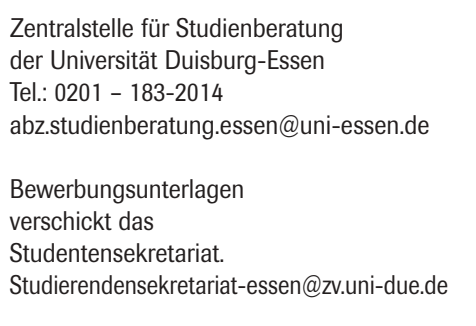 Zentralstelle für Studienberatung
der Universität Duisburg-Essen
Tel.: 0201 – 183-2014
abz.studienberatung.essen@uni-essen.de
Bewerbungsunterlagen
verschickt das
Studentensekretariat.
Studierendensekretariat-essen@zv.uni-due.de